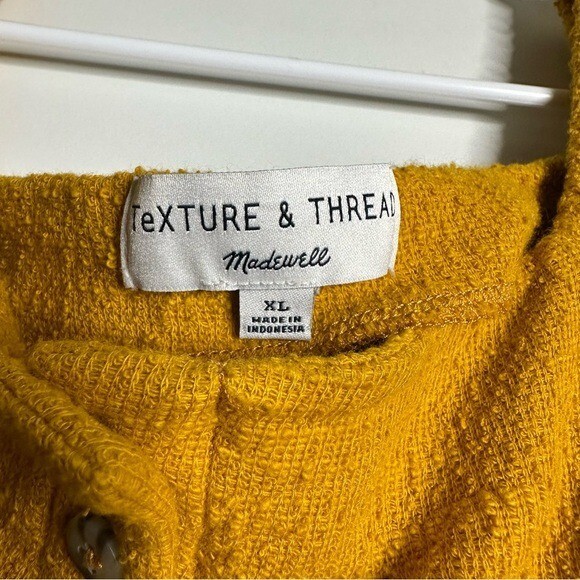 TeXTURE & THREAD
Madewell
XL
MADE IN
INDONESIA